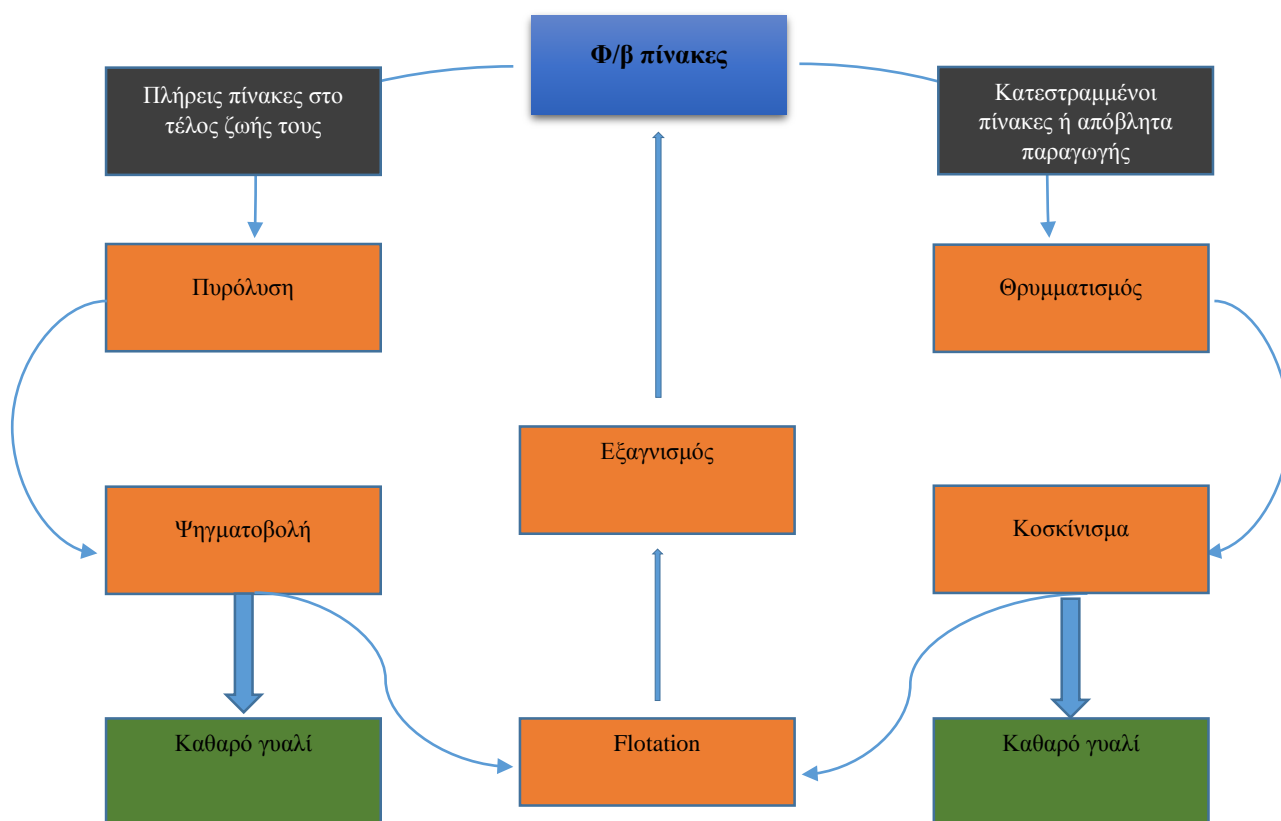 Φ/β πίνακες
Πλήρεις πίνακες στο
τέλος ζωής τους
Κατεστραμμένοι
πίνακες ή απόβλητα
παραγωγής
Πυρόλυση
Θρυμματισμός
Εξαγνισμός
Ψηγματοβολή
Κοσκίνισμα
Καθαρό γυαλί
Flotation
Καθαρό γυαλί